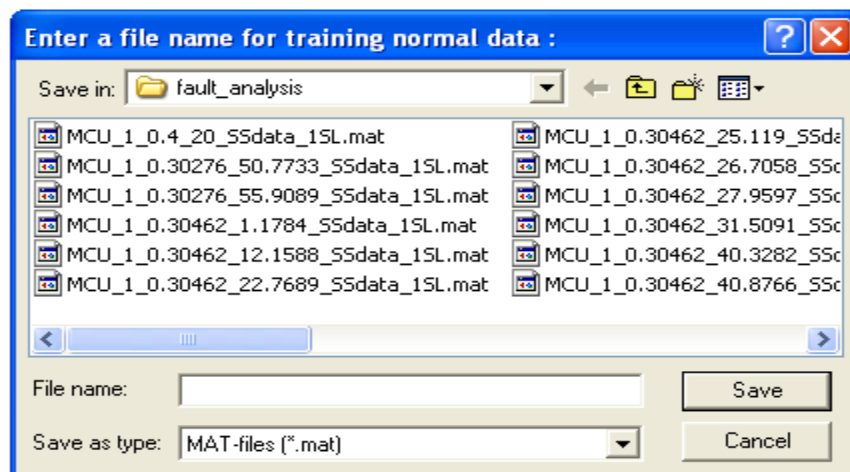 Enter a file name for training normal data :
Save in: fault_analysis
MCU_1_0.4_20_SSdata_1SL.mat
MCU_1_0.30276_50.7733_SSdata_1SL.mat
MCU_1_0.30276_55.9089_SSdata_1SL.mat
MCU_1_0.30462_1.1784_SSdata_1SL.mat
MCU_1_0.30462_12.1588_SSdata_1SL.mat
MCU_1_0.30462_22.7689_SSdata_1SL.mat
MCU_1_0.30462_25.119_SSda
MCU_1_0.30462_26.7058_SSd
MCU_1_0.30462_27.9597_SSd
MCU_1_0.30462_31.5091_SSd
MCU_1_0.30462_40.3282_SSd
MCU_1_0.30462_40.8766_SSd
File name:
Save
Save as type: MAT-files (*.mat)
Cancel